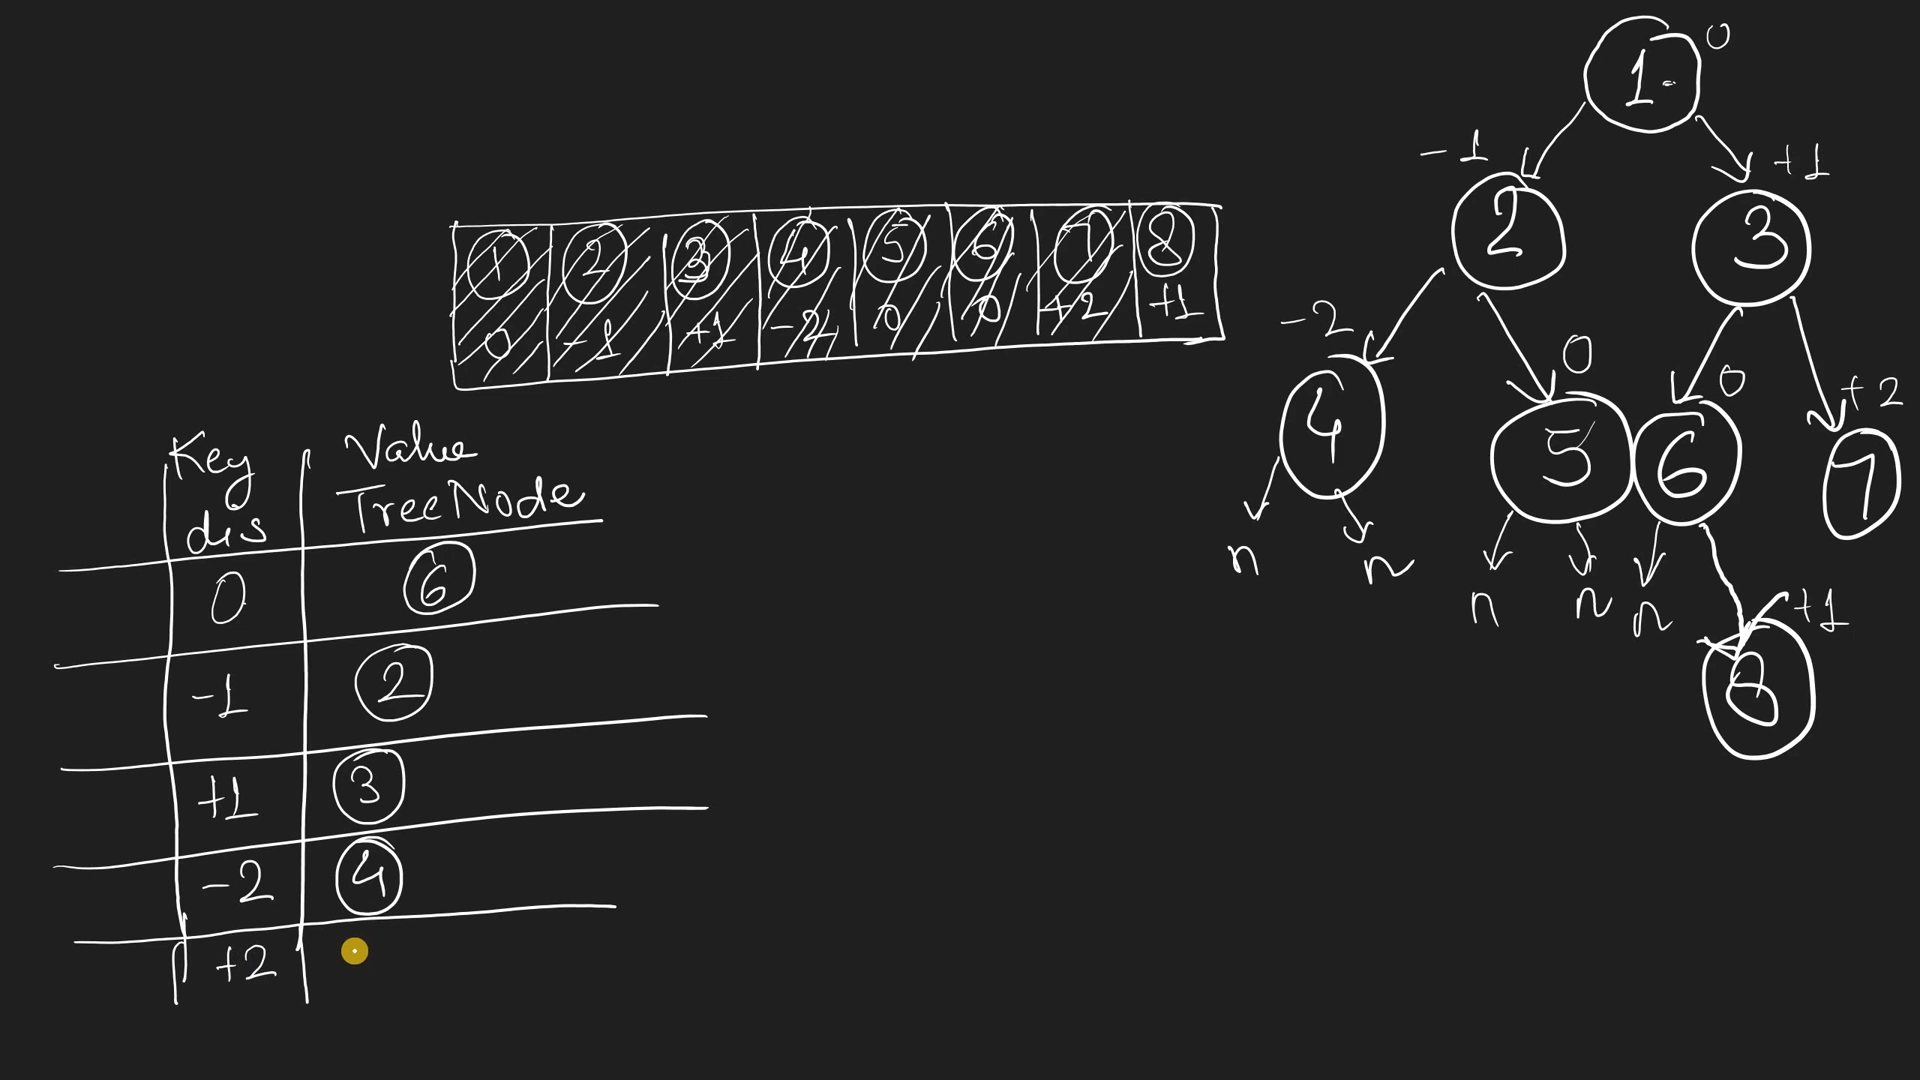 1 0
-1 +1
2 3
1 2 3 4 5 6 7 8
0 -1 +1 -2 0 0 +2 +1
-2 0 0 +2
4 5 6 7
n n n n n
+1
8
Key Value
dis TreeNode
0 6
-1 2
+1 3
-2 4
+2